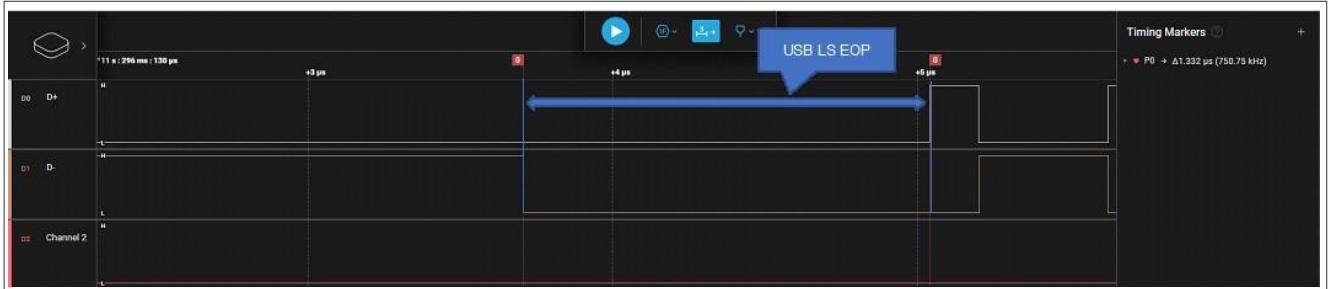 USB LS EOP
Timing Markers ? +
11 s : 296 ms : 130 µs
0
0
+3 µs
+4 µs
+5 µs
P0 → Δ1.332 µs (750.75 kHz)
H
D0 D+
L
H
D1 D-
L
H
D2 Channel 2
L